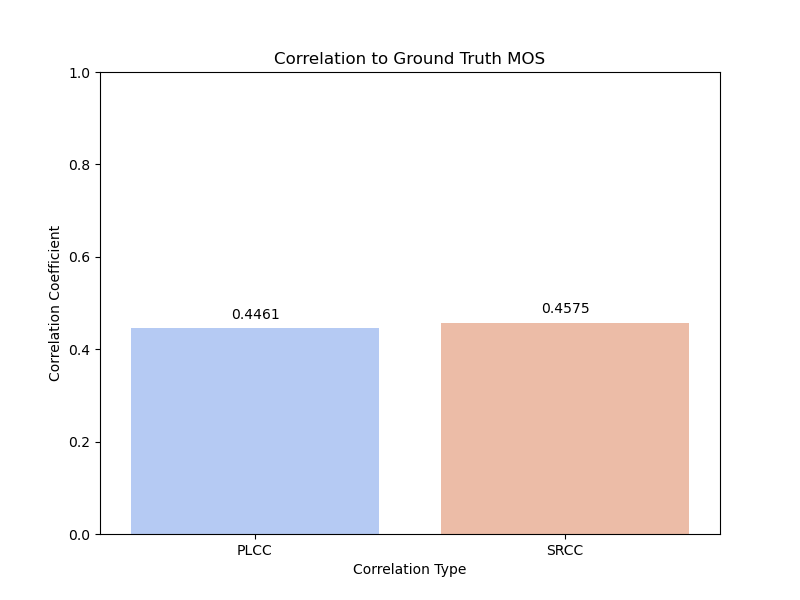 Correlation to Ground Truth MOS
Correlation Coefficient
1.0
0.8
0.6
0.4
0.2
0.0
0.4461
0.4575
PLCC
SRCC
Correlation Type